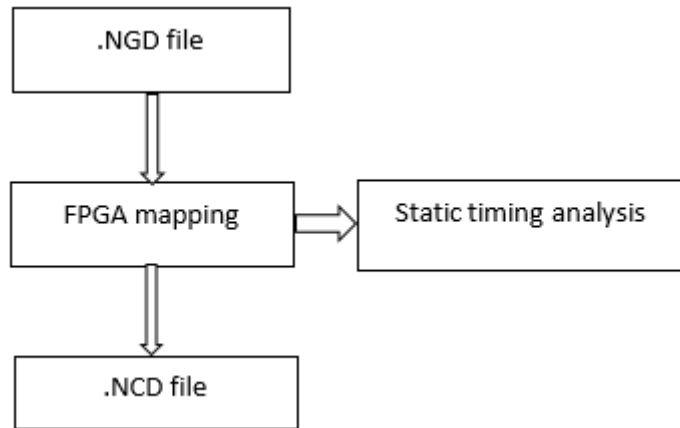 .NGD file
FPGA mapping
Static timing analysis
.NCD file